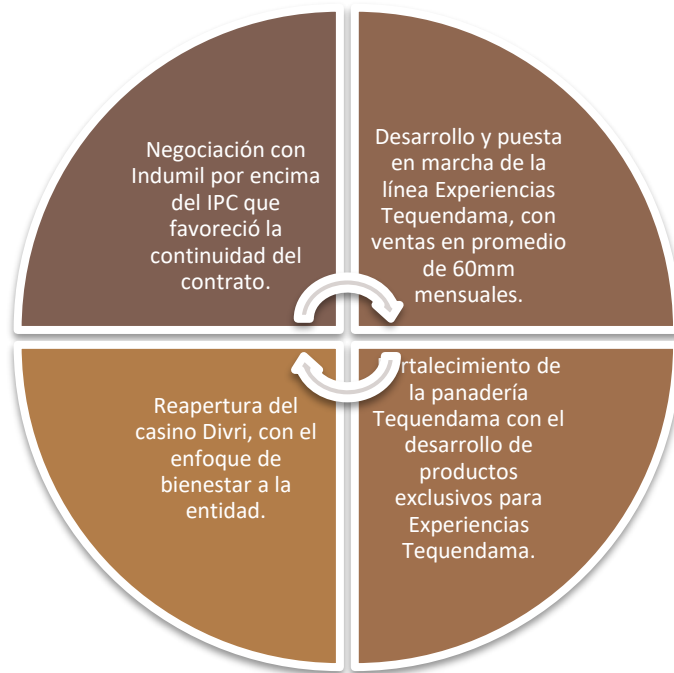 Negociación con
Indumil por encima
del IPC que
favoreció la
continuidad del
contrato.
Desarrollo y puesta
en marcha de la
línea Experiencias
Tequendama, con
ventas en promedio
de 60mm
mensuales.
Reapertura del
casino Divri, con el
enfoque de
bienestar a la
entidad.
rtalecimiento de
la panadería
Tequendama con el
desarrollo de
productos
exclusivos para
Experiencias
Tequendama.